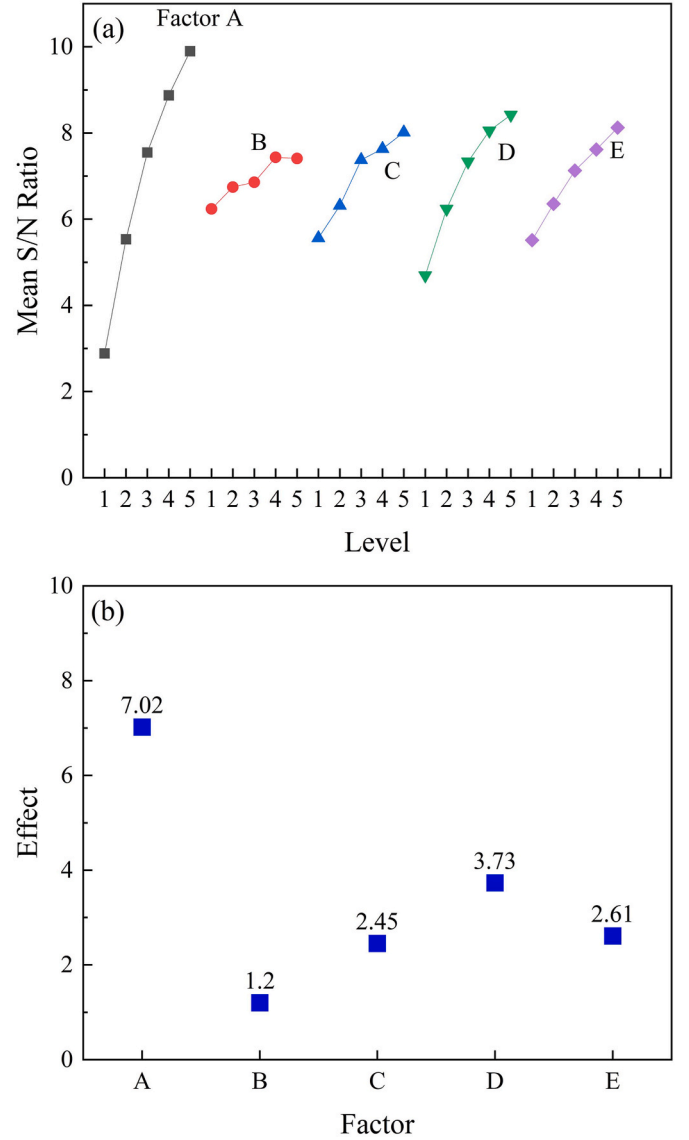 (a)
Factor A
B
C
D
E
10
8
6
4
2
0
Mean S/N Ratio
1 2 3 4 5 1 2 3 4 5 1 2 3 4 5 1 2 3 4 5 1 2 3 4 5
Level
(b)
10
8
6
4
2
0
Effect
7.02
1.2
2.45
3.73
2.61
A B C D E
Factor